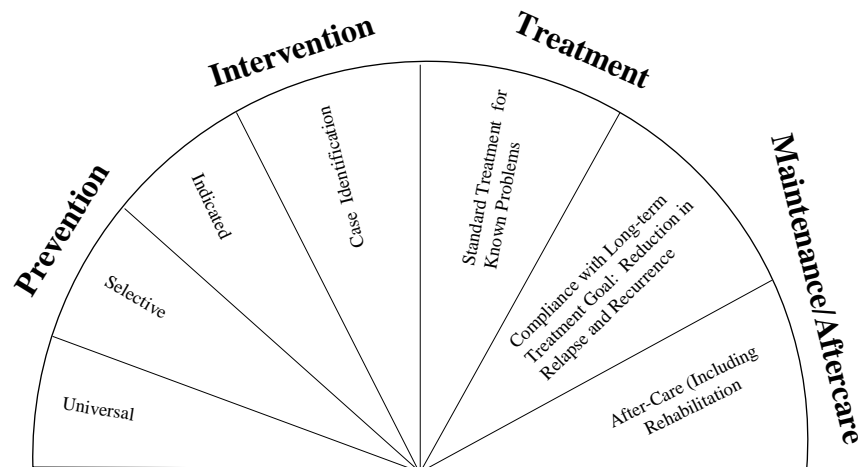 Prevention
Intervention
Treatment
Maintenance/Aftercare
Universal
Selective
Indicated
Case Identification
Standard Treatment for
Known Problems
Compliance with Long-term
Treatment Goal: Reduction in
Relapse and Recurrence
After-Care (Including
Rehabilitation